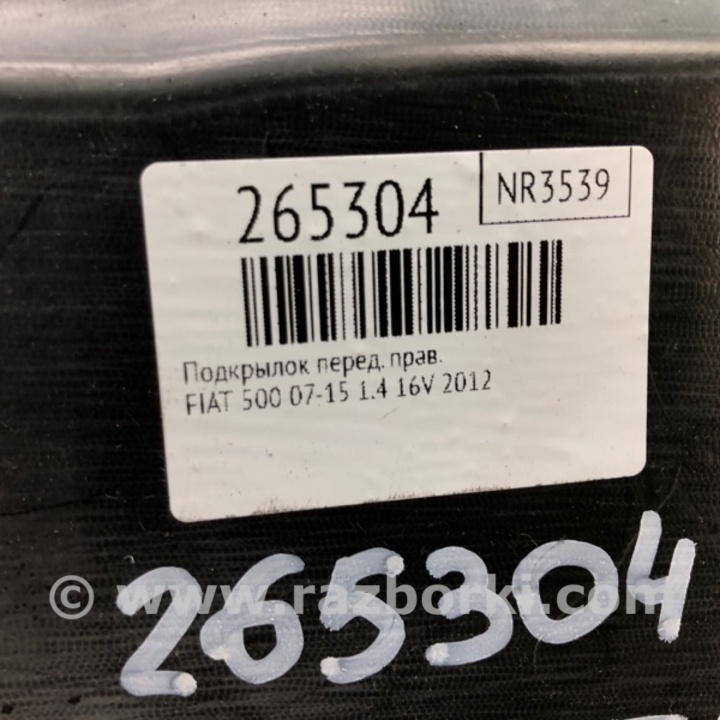 265304
NR3539
Подкрылок перед. прав.
FIAT 500 07-15 1.4 16V 2012
265304
© www.razborki.com